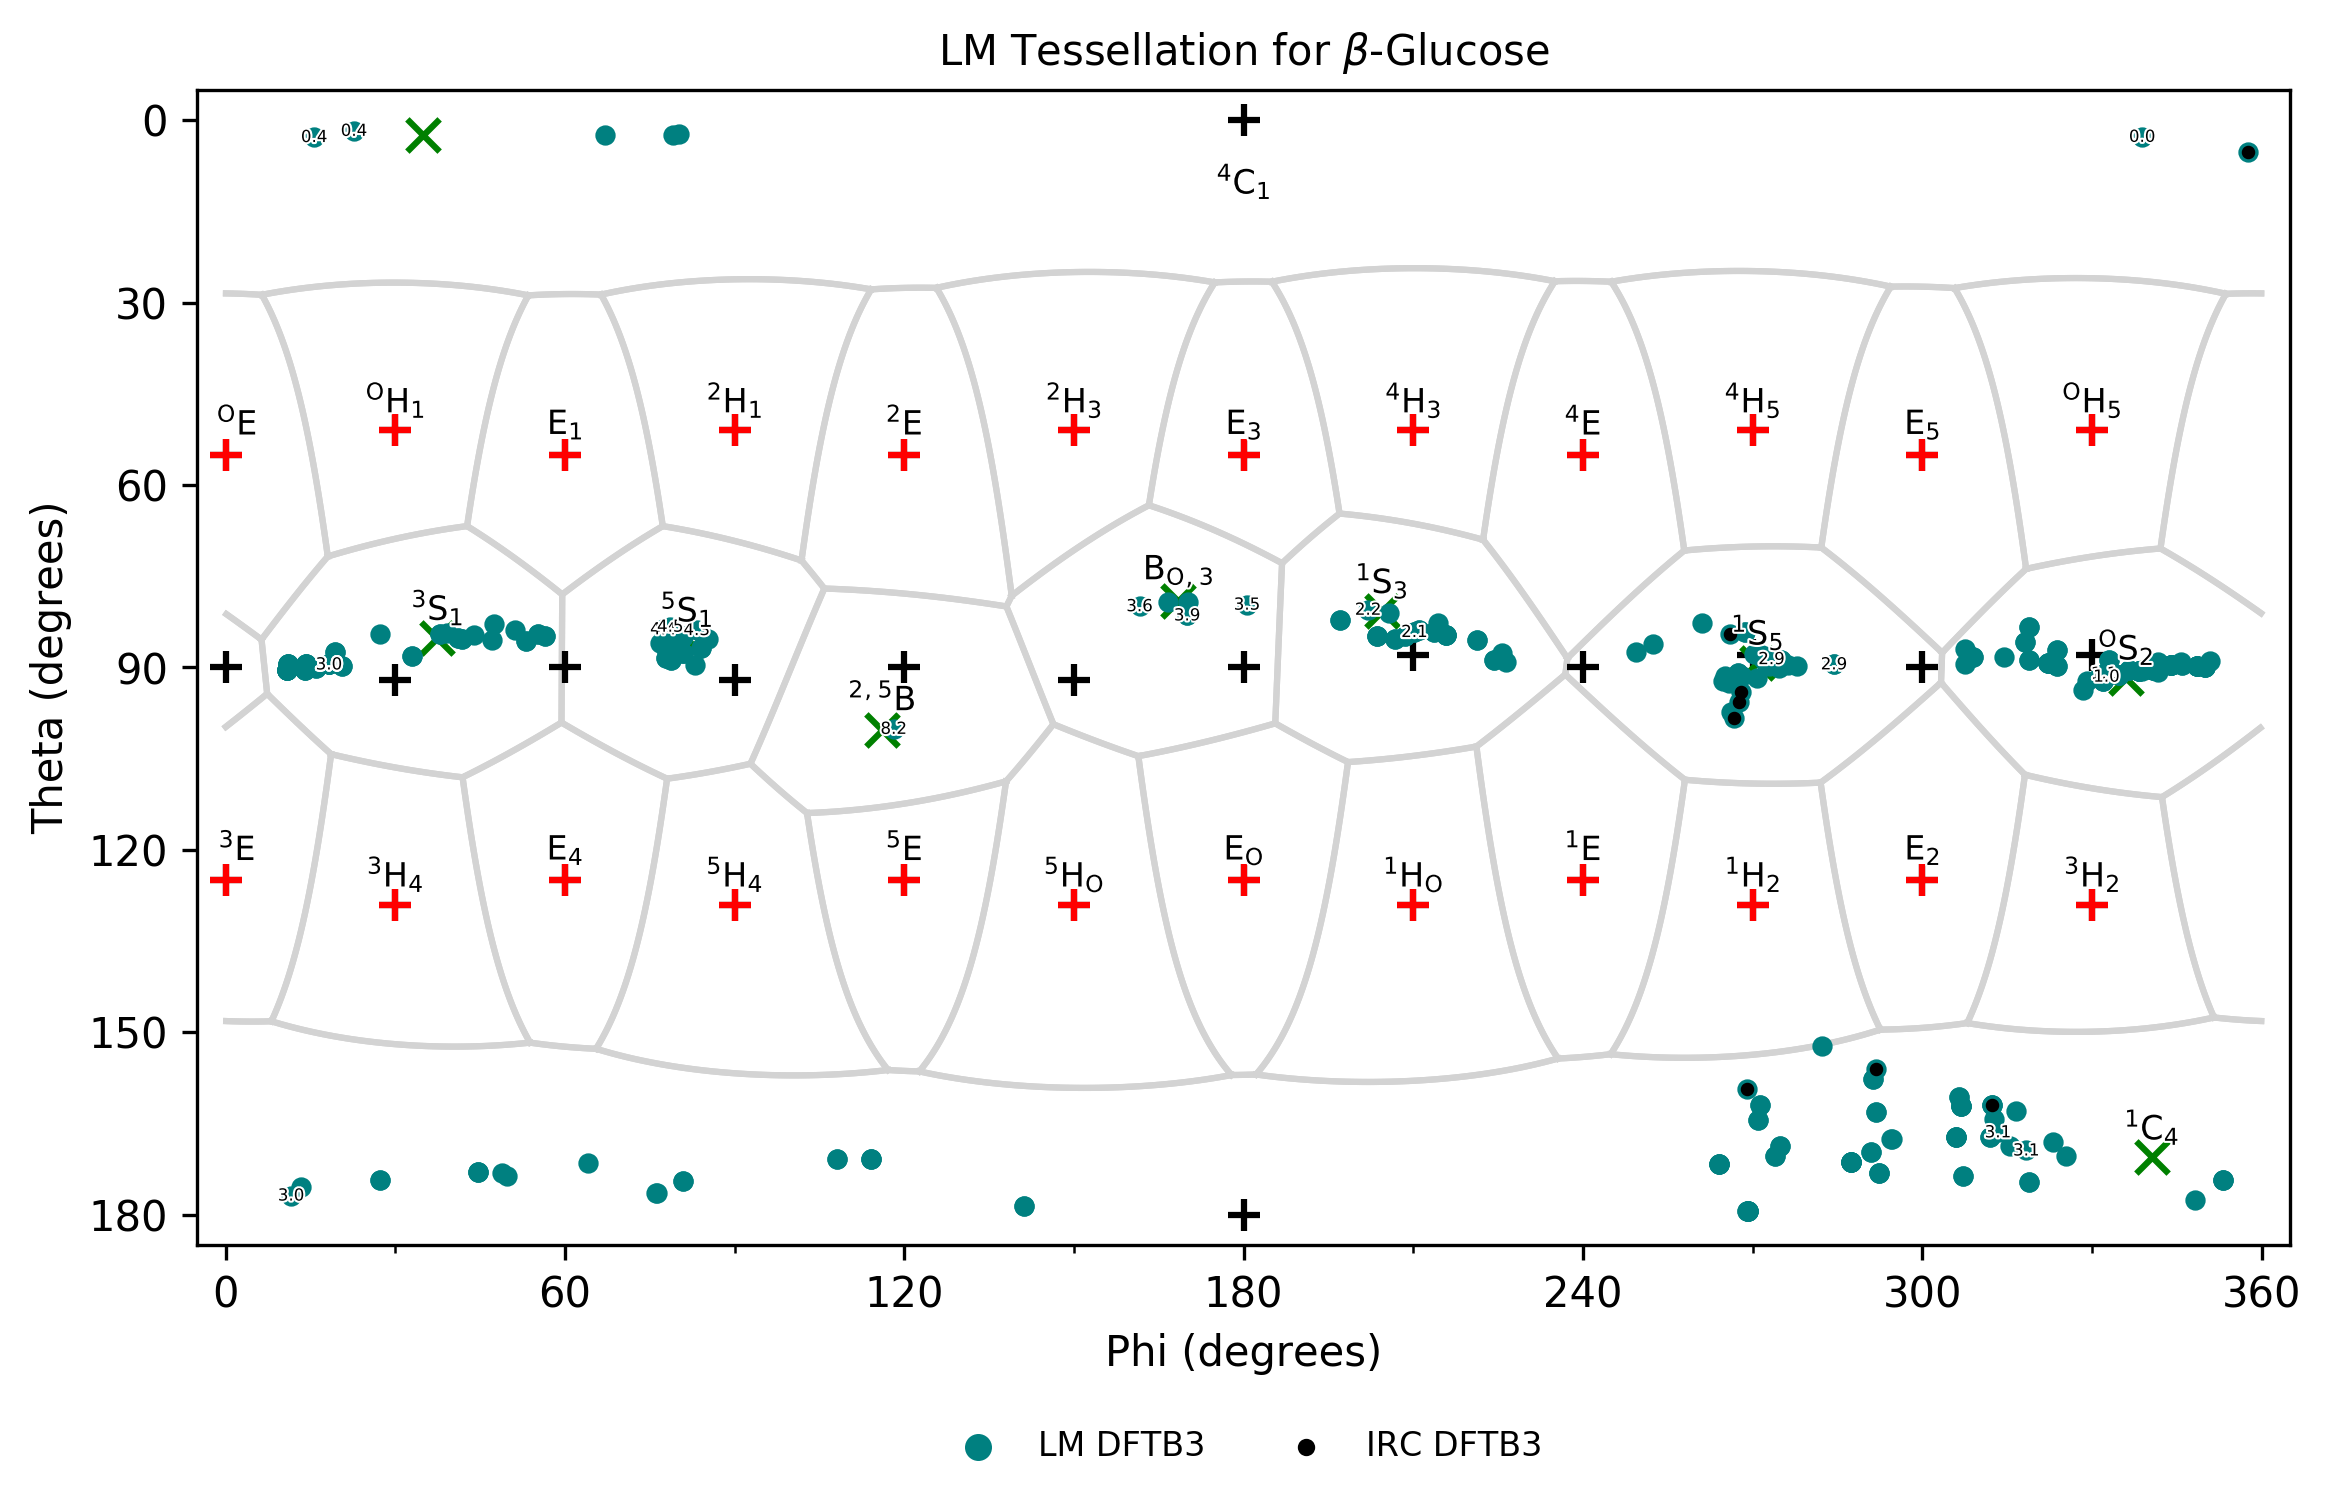 LM Tessellation for β-Glucose
0
0.4
0.4
0.0
⁴C₁
30
ᴼE
ᴼH₁
E₁
²H₁
²E
²H₃
E₃
⁴H₃
⁴E
⁴H₅
E₅
ᴼH₅
60
Theta (degrees)
³S₁
⁵S₁
B_O,3
¹S₃
¹S₅
ᴼS₂
3.6
3.9
3.5
2.2
2.1
3.0
2.9
2.9
1.0
90
²,⁵B
8.2
120
³E
³H₄
E₄
⁵H₄
⁵E
⁵H_O
E_O
¹H_O
¹E
¹H₂
E₂
³H₂
150
¹C₄
3.1
3.1
3.0
180
0 60 120 180 240 300 360
Phi (degrees)
LM DFTB3 IRC DFTB3